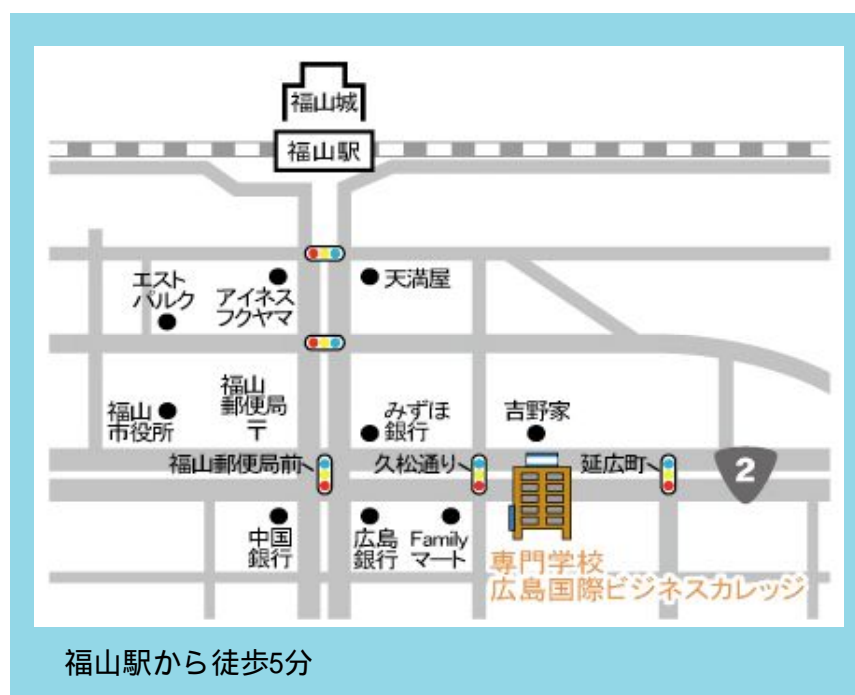 福山城
福山駅
エスト
パルク
アイネス
フクヤマ
天満屋
福山
市役所
福山
郵便局
〒
みずほ
銀行
吉野家
福山郵便局前
久松通り
延広町
2
中国
銀行
広島
銀行
Family
マート
専門学校
広島国際ビジネスカレッジ
福山駅から徒歩5分